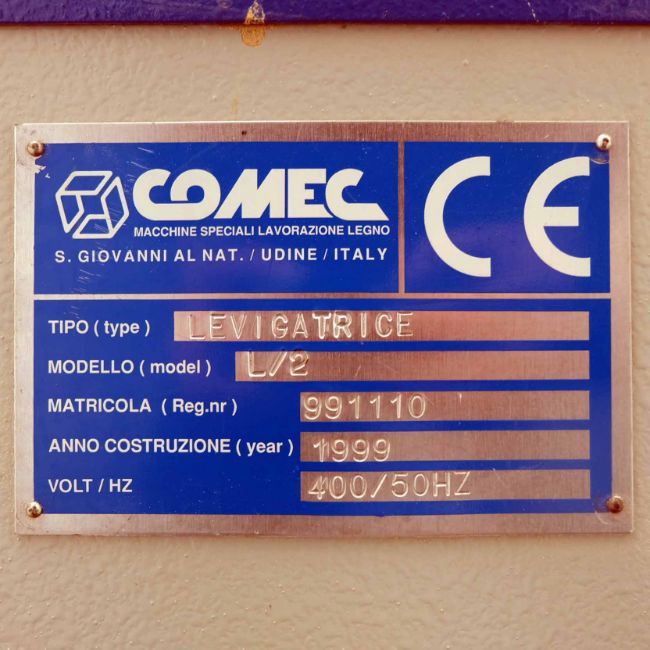 COMEC
MACCHINE SPECIALI LAVORAZIONE LEGNO
S. GIOVANNI AL NAT. / UDINE / ITALY
CE
TIPO ( type ) LEVIGATRICE
MODELLO ( model ) L/2
MATRICOLA ( Reg.nr ) 991110
ANNO COSTRUZIONE ( year ) 1999
VOLT / HZ 400/50HZ